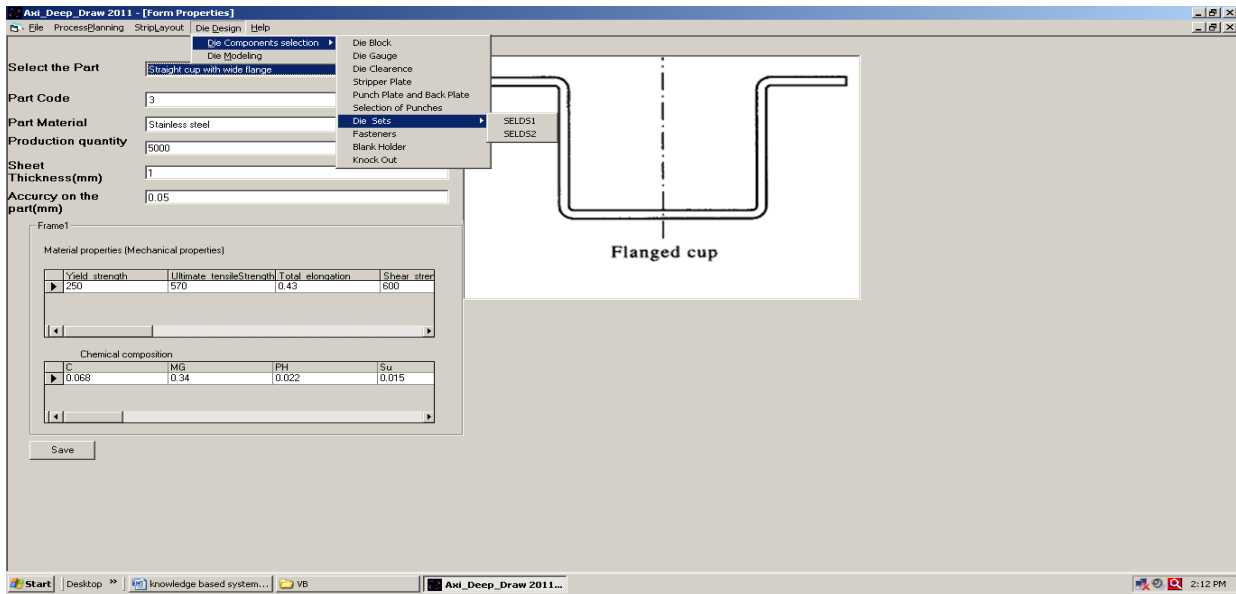 Axi_Deep_Draw 2011 - [Form Properties]
File ProcessPlanning StripLayout Die Design Help
Die Components selection
Die Modeling
Die Block
Die Gauge
Die Clearence
Stripper Plate
Punch Plate and Back Plate
Selection of Punches
Die Sets
Fasteners
Blank Holder
Knock Out
SELDS1
SELDS2
Select the Part
Straight cup with wide flange
Part Code
3
Part Material
Stainless steel
Production quantity
5000
Sheet
Thickness(mm)
1
Accurcy on the
part(mm)
0.05
Flanged cup
Frame1
Material properties (Mechanical properties)
Yield strength Ultimate tensileStrength Total elongation Shear stren
250 570 0.43 600
Chemical composition
C MG PH Su
0.068 0.34 0.022 0.015
Save
Start Desktop » knowledge based system... VB Axi_Deep_Draw 2011... 2:12 PM